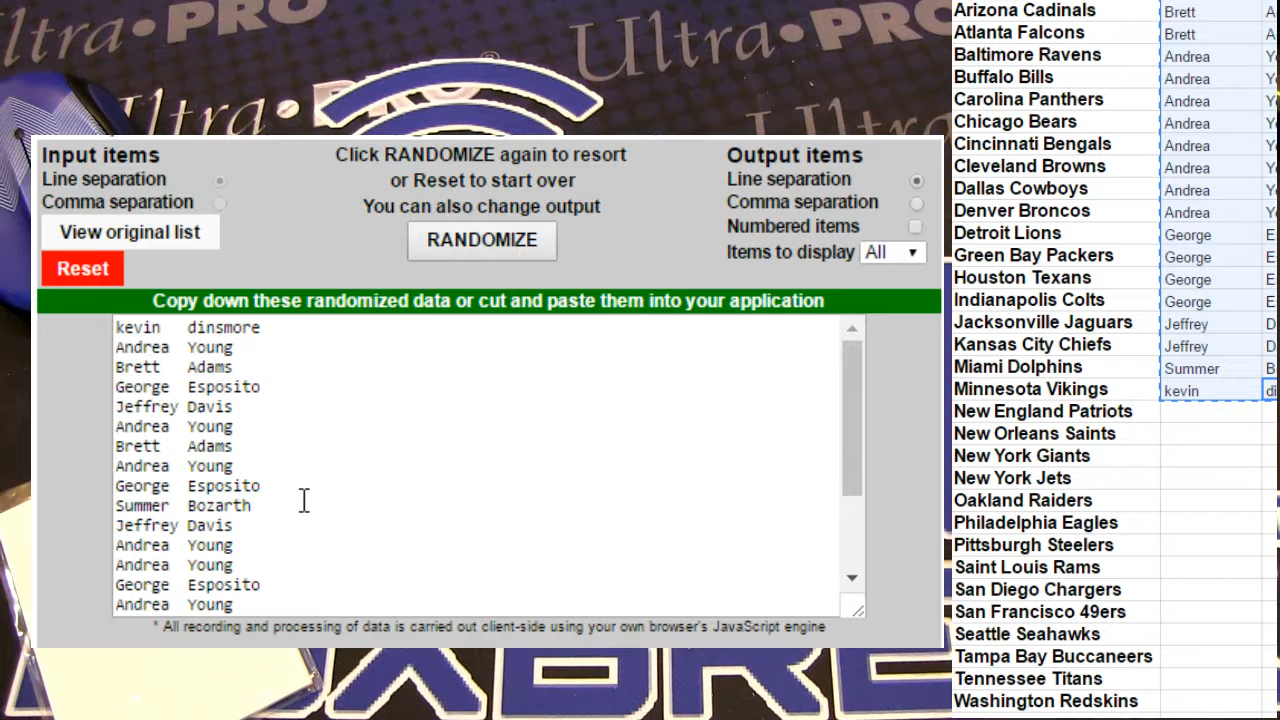 Ultra•PRO
Ultra•PRO
Ultra•PRO
Input items
Line separation
Comma separation
View original list
Reset
Click RANDOMIZE again to resort
or Reset to start over
You can also change output
RANDOMIZE
Output items
Line separation
Comma separation
Numbered items
Items to display All
Copy down these randomized data or cut and paste them into your application
kevin dinsmore
Andrea Young
Brett Adams
George Esposito
Jeffrey Davis
Andrea Young
Brett Adams
Andrea Young
George Esposito
Summer Bozarth
Jeffrey Davis
Andrea Young
Andrea Young
George Esposito
Andrea Young
* All recording and processing of data is carried out client-side using your own browser's JavaScript engine
Arizona Cadinals Brett A
Atlanta Falcons Brett A
Baltimore Ravens Andrea
Buffalo Bills Andrea
Carolina Panthers Andrea
Chicago Bears Andrea
Cincinnati Bengals Andrea
Cleveland Browns Andrea
Dallas Cowboys Andrea
Denver Broncos Andrea
Detroit Lions George E
Green Bay Packers George E
Houston Texans George E
Indianapolis Colts George E
Jacksonville Jaguars Jeffrey D
Kansas City Chiefs Jeffrey D
Miami Dolphins Summer B
Minnesota Vikings kevin di
New England Patriots
New Orleans Saints
New York Giants
New York Jets
Oakland Raiders
Philadelphia Eagles
Pittsburgh Steelers
Saint Louis Rams
San Diego Chargers
San Francisco 49ers
Seattle Seahawks
Tampa Bay Buccaneers
Tennessee Titans
Washington Redskins